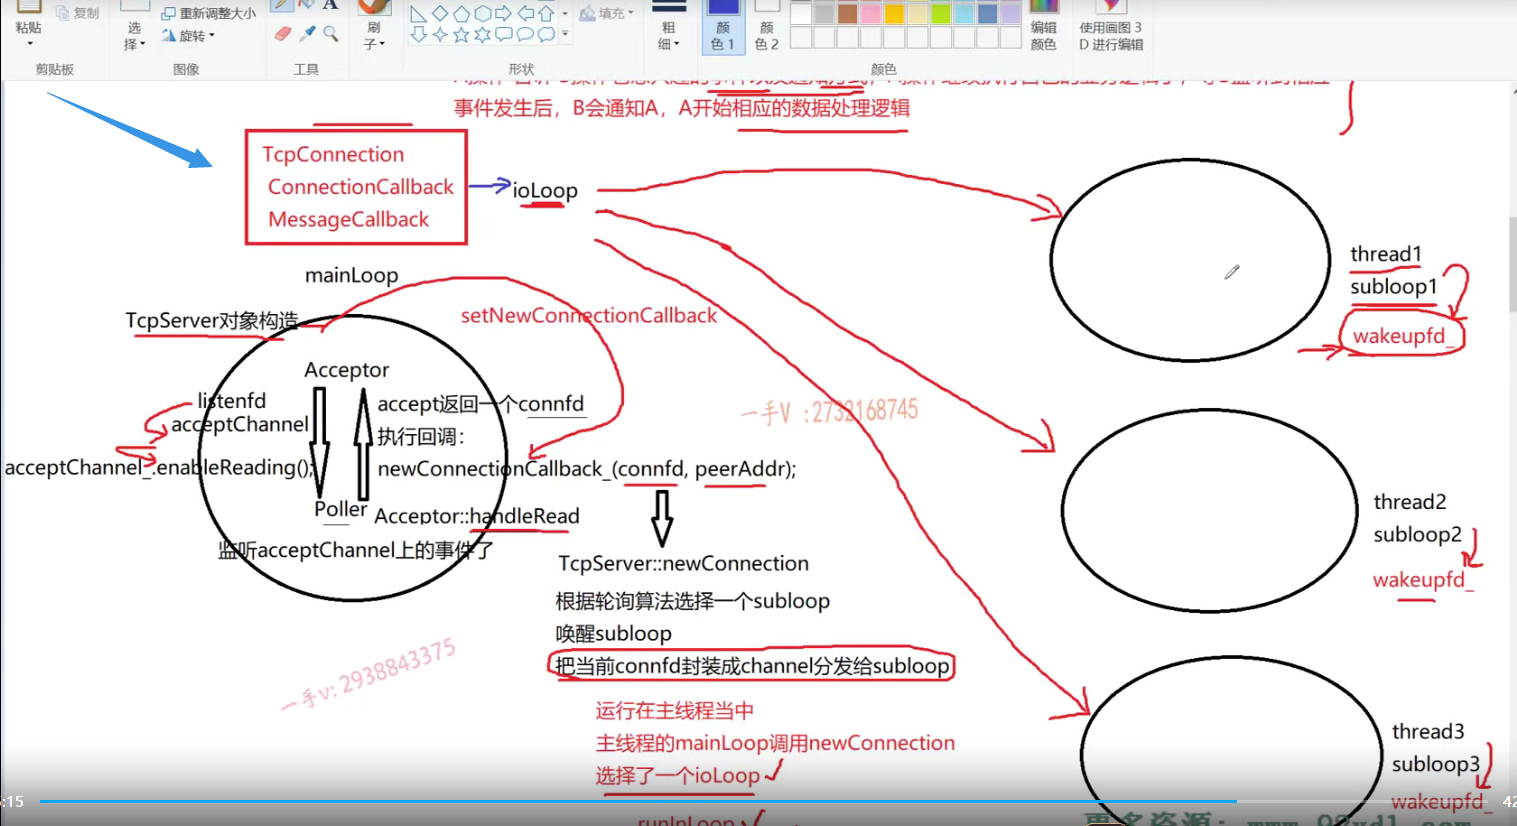 粘贴
复制
剪贴板
选
择
重新调整大小
旋转
图像
A
工具
刷
子
形状
填充
粗
细
颜
色 1
颜
色 2
颜色
编辑
颜色
使用画图 3
D 进行编辑
事件发生后，B会通知A，A开始相应的数据处理逻辑
TcpConnection
ConnectionCallback
MessageCallback
ioLoop
mainLoop
TcpServer对象构造
setNewConnectionCallback
Acceptor
listenfd
acceptChannel
accept返回一个connfd
执行回调：
acceptChannel_.enableReading();
newConnectionCallback_(connfd, peerAddr);
Poller
Acceptor::handleRead
监听acceptChannel上的事件了
TcpServer::newConnection
根据轮询算法选择一个subloop
唤醒subloop
把当前connfd封装成channel分发给subloop
运行在主线程当中
主线程的mainLoop调用newConnection
选择了一个ioLoop
runInLoop
thread1
subloop1
wakeupfd_
thread2
subloop2
wakeupfd_
thread3
subloop3
wakeupfd_
一手V :2732168745
一手v:2938843375
:15
42